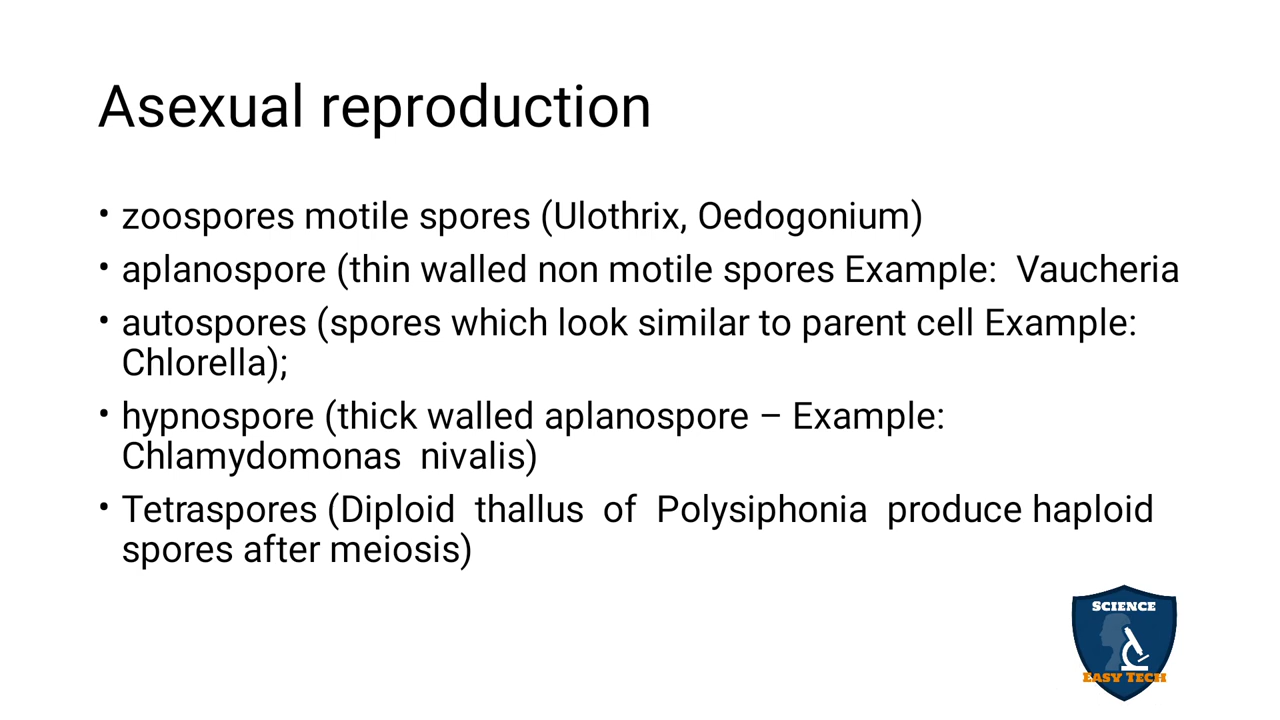 Asexual reproduction
• zoospores motile spores (Ulothrix, Oedogonium)
• aplanospore (thin walled non motile spores Example:  Vaucheria
• autospores (spores which look similar to parent cell Example:
Chlorella);
• hypnospore (thick walled aplanospore – Example:
Chlamydomonas  nivalis)
• Tetraspores (Diploid  thallus  of  Polysiphonia  produce haploid
spores after meiosis)
SCIENCE
EASY TECH